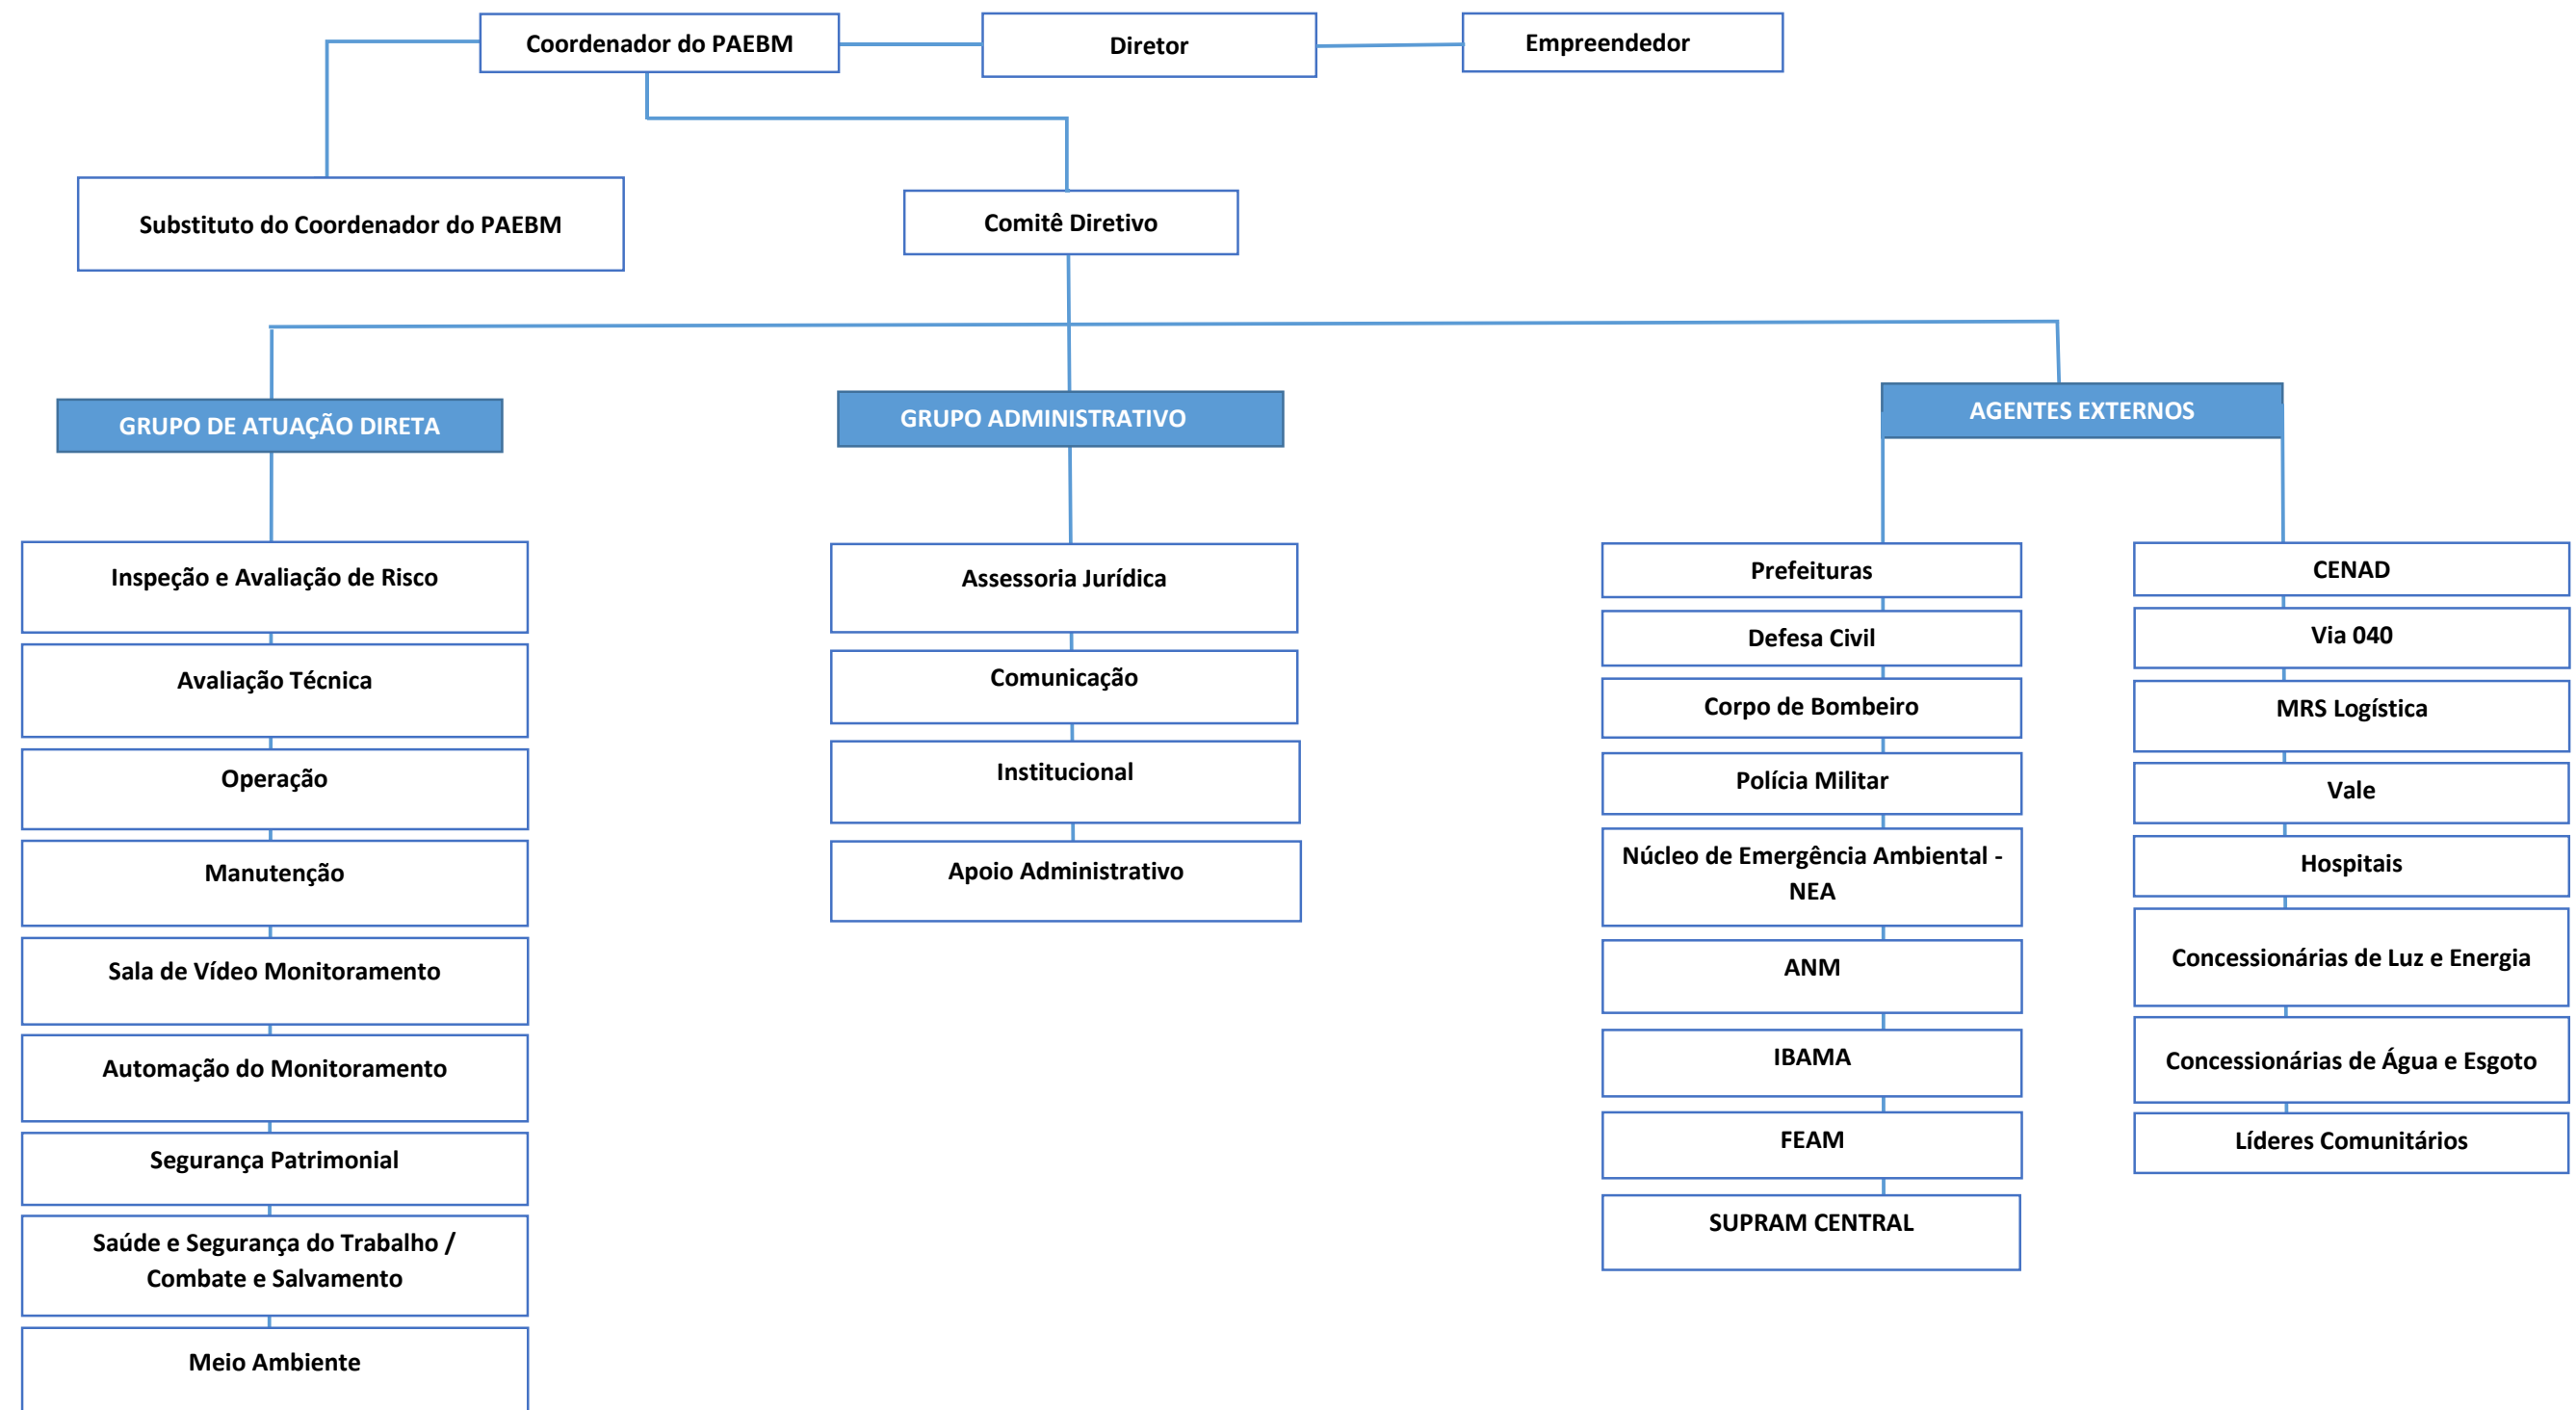 Coordenador do PAEBM
Diretor
Empreendedor
Substituto do Coordenador do PAEBM
Comitê Diretivo
GRUPO DE ATUAÇÃO DIRETA
GRUPO ADMINISTRATIVO
AGENTES EXTERNOS
Inspeção e Avaliação de Risco
Avaliação Técnica
Operação
Manutenção
Sala de Vídeo Monitoramento
Automação do Monitoramento
Segurança Patrimonial
Saúde e Segurança do Trabalho /
Combate e Salvamento
Meio Ambiente
Assessoria Jurídica
Comunicação
Institucional
Apoio Administrativo
Prefeituras
Defesa Civil
Corpo de Bombeiro
Polícia Militar
Núcleo de Emergência Ambiental -
NEA
ANM
IBAMA
FEAM
SUPRAM CENTRAL
CENAD
Via 040
MRS Logística
Vale
Hospitais
Concessionárias de Luz e Energia
Concessionárias de Água e Esgoto
Líderes Comunitários